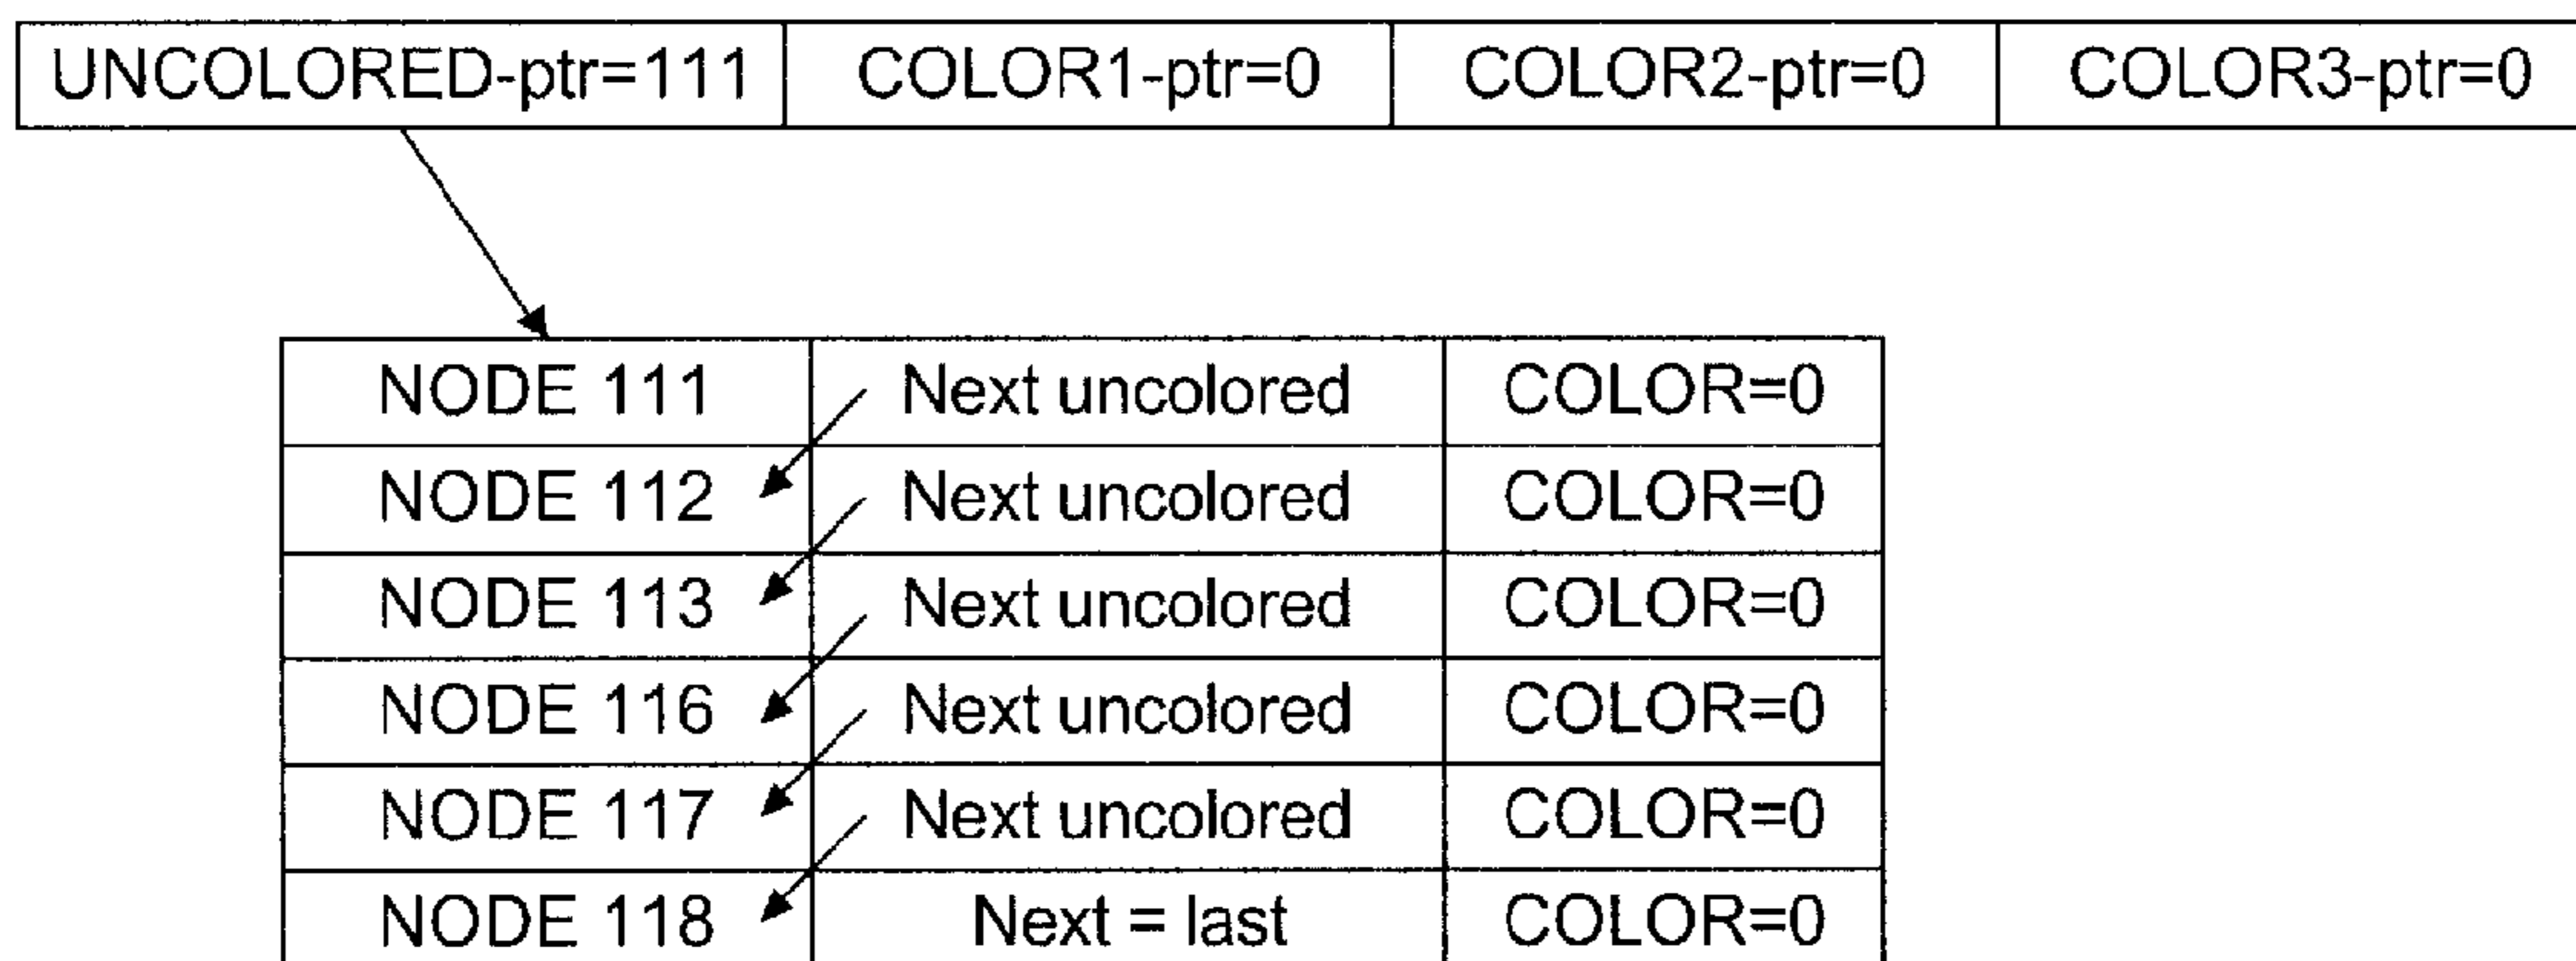 UNCOLORED-ptr=111 COLOR1-ptr=0 COLOR2-ptr=0 COLOR3-ptr=0
NODE 111 Next uncolored COLOR=0
NODE 112 Next uncolored COLOR=0
NODE 113 Next uncolored COLOR=0
NODE 116 Next uncolored COLOR=0
NODE 117 Next uncolored COLOR=0
NODE 118 Next = last COLOR=0